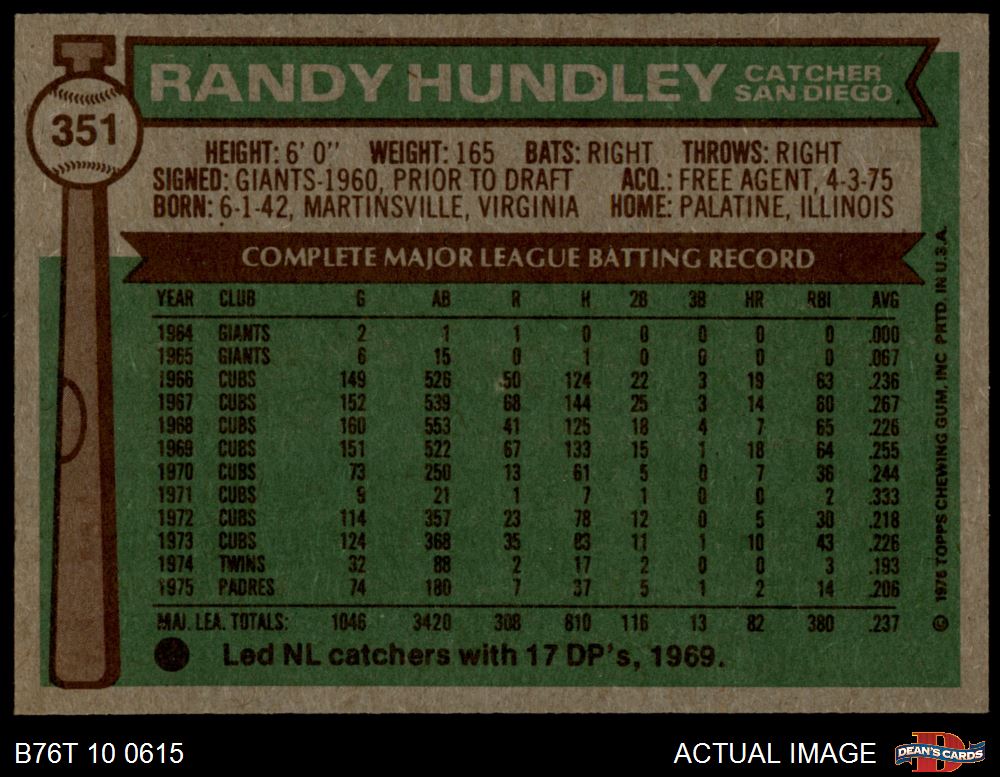 RANDY HUNDLEY CATCHER
SAN DIEGO
351
HEIGHT: 6' 0" WEIGHT: 165 BATS: RIGHT THROWS: RIGHT
SIGNED: GIANTS-1960, PRIOR TO DRAFT ACQ.: FREE AGENT, 4-3-75
BORN: 6-1-42, MARTINSVILLE, VIRGINIA HOME: PALATINE, ILLINOIS
COMPLETE MAJOR LEAGUE BATTING RECORD
YEAR CLUB G AB R H 2B 3B HR RBI AVG
1964 GIANTS 2 1 1 0 0 0 0 0 .000
1965 GIANTS 6 15 0 1 0 0 0 0 .067
1966 CUBS 149 526 50 124 22 3 19 63 .236
1967 CUBS 152 539 68 144 25 3 14 60 .267
1968 CUBS 160 553 41 125 18 4 7 65 .226
1969 CUBS 151 522 67 133 15 1 18 64 .255
1970 CUBS 73 250 13 61 5 0 7 36 .244
1971 CUBS 9 21 1 7 1 0 0 2 .333
1972 CUBS 114 357 23 78 12 0 5 30 .218
1973 CUBS 124 368 35 83 11 1 10 43 .226
1974 TWINS 32 88 2 17 2 0 0 3 .193
1975 PADRES 74 180 7 37 5 1 2 14 .206
MAJ. LEA. TOTALS: 1046 3420 308 810 116 13 82 380 .237
Led NL catchers with 17 DP's, 1969.
© 1976 TOPPS CHEWING GUM, INC PRTD. IN U.S.A.
B76T 10 0615 ACTUAL IMAGE D
DEAN'S CARDS